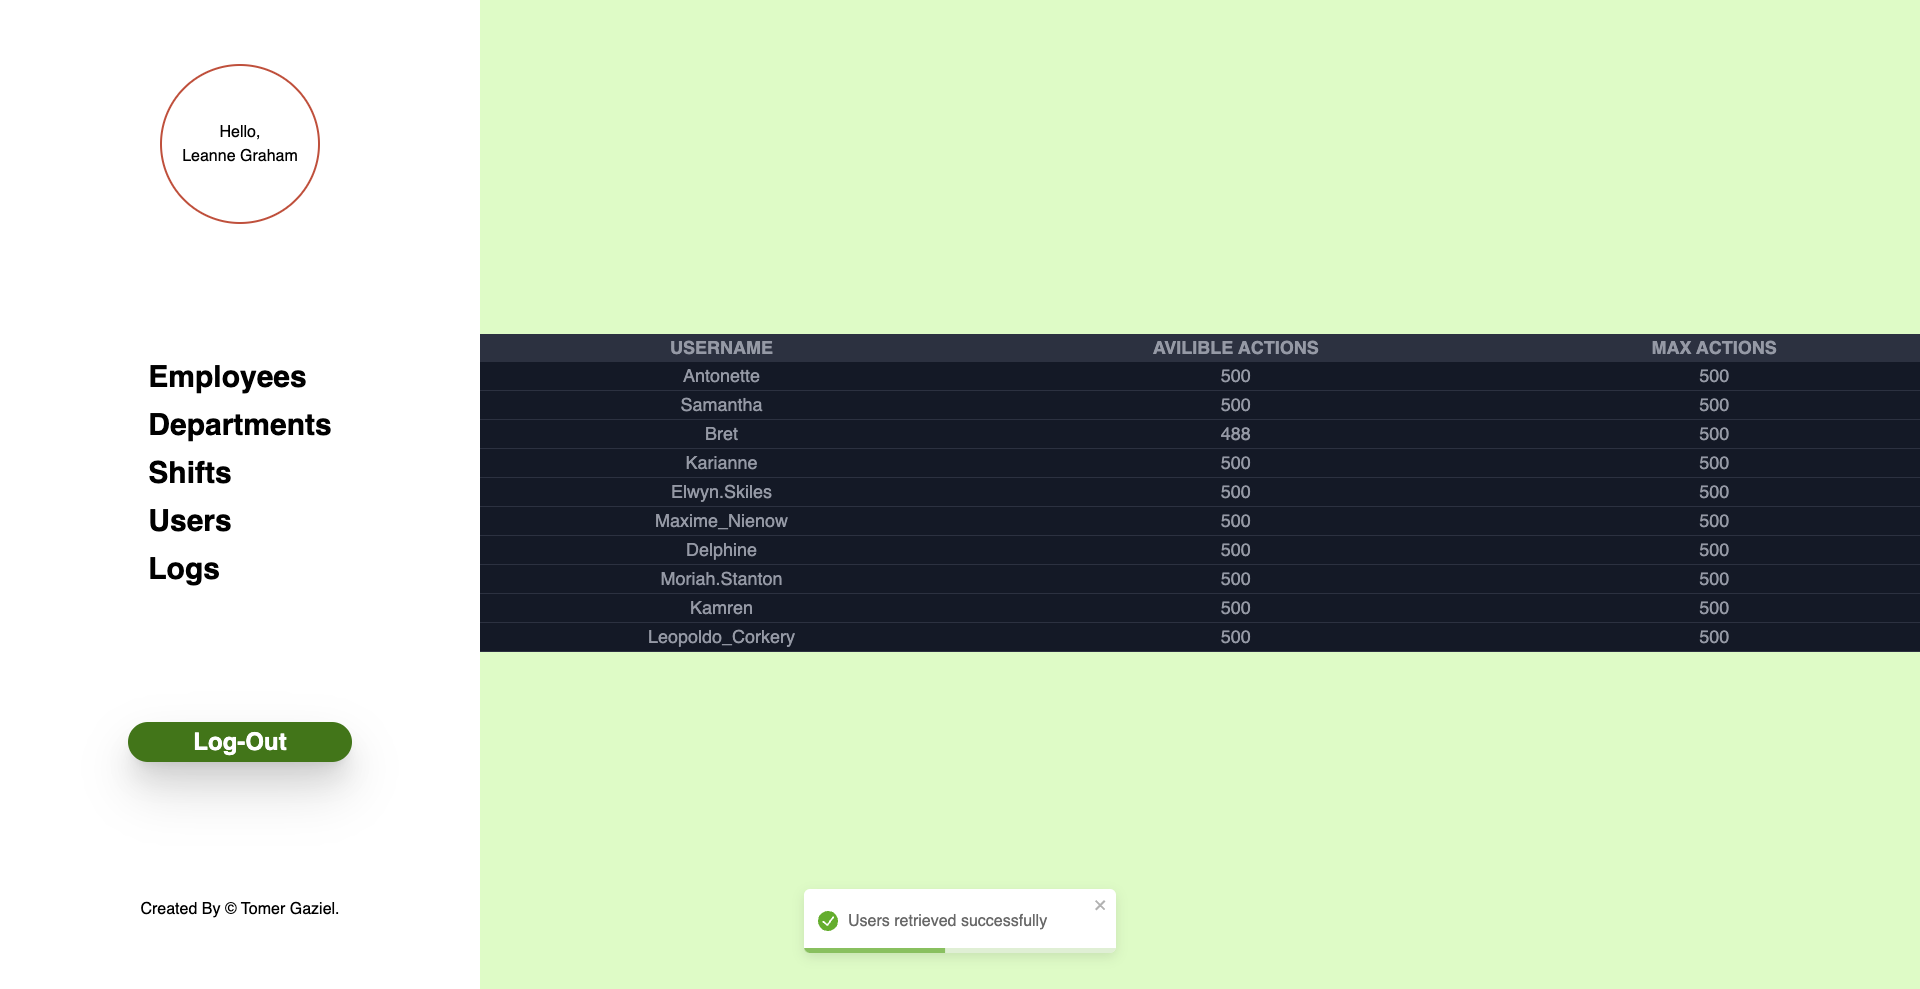 Hello,
Leanne Graham
Employees
Departments
Shifts
Users
Logs
Log-Out
Created By © Tomer Gaziel.
USERNAME AVILIBLE ACTIONS MAX ACTIONS
Antonette 500 500
Samantha 500 500
Bret 488 500
Karianne 500 500
Elwyn.Skiles 500 500
Maxime_Nienow 500 500
Delphine 500 500
Moriah.Stanton 500 500
Kamren 500 500
Leopoldo_Corkery 500 500
Users retrieved successfully